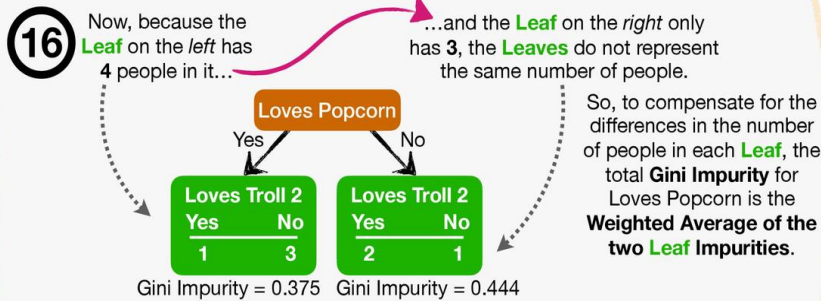 16
Now, because the
Leaf on the left has
4 people in it…
…and the Leaf on the right only
has 3, the Leaves do not represent
the same number of people.
So, to compensate for the
differences in the number
of people in each Leaf, the
total Gini Impurity for
Loves Popcorn is the
Weighted Average of the
two Leaf Impurities.
Loves Popcorn
Yes
No
Loves Troll 2
Yes No
1 3
Gini Impurity = 0.375
Loves Troll 2
Yes No
2 1
Gini Impurity = 0.444